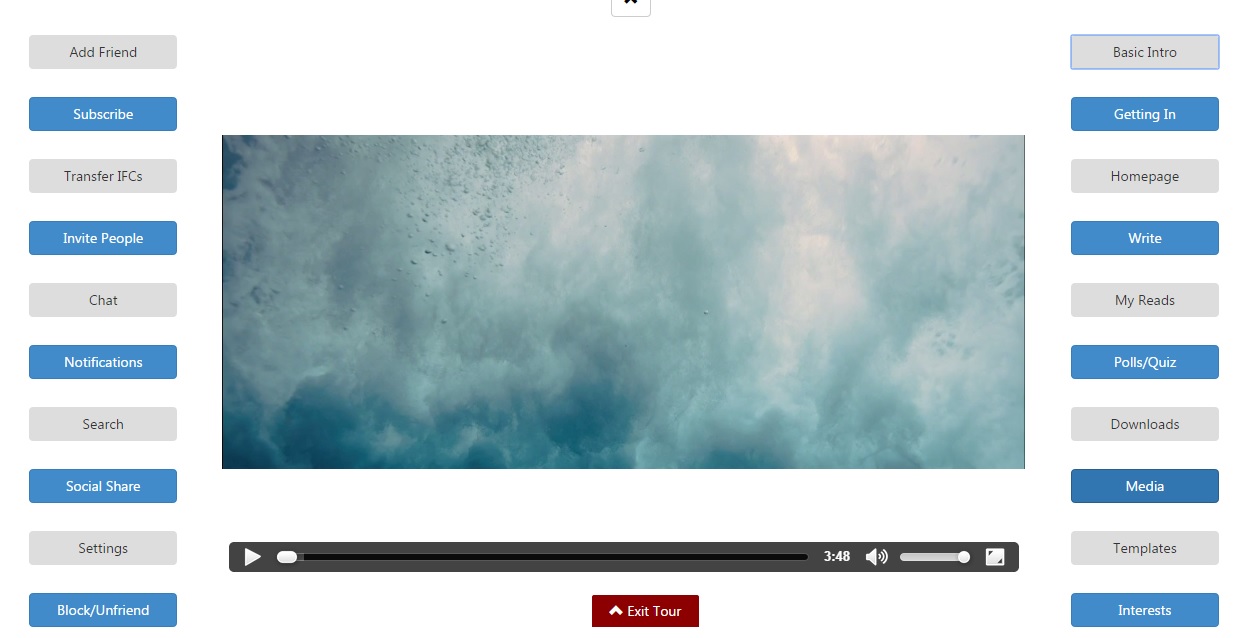 Add Friend
Basic Intro
Subscribe
Getting In
Transfer IFCs
Homepage
Invite People
Write
Chat
My Reads
Notifications
Polls/Quiz
Search
Downloads
Social Share
Media
Settings
3:48
Templates
Block/Unfriend
Exit Tour
Interests